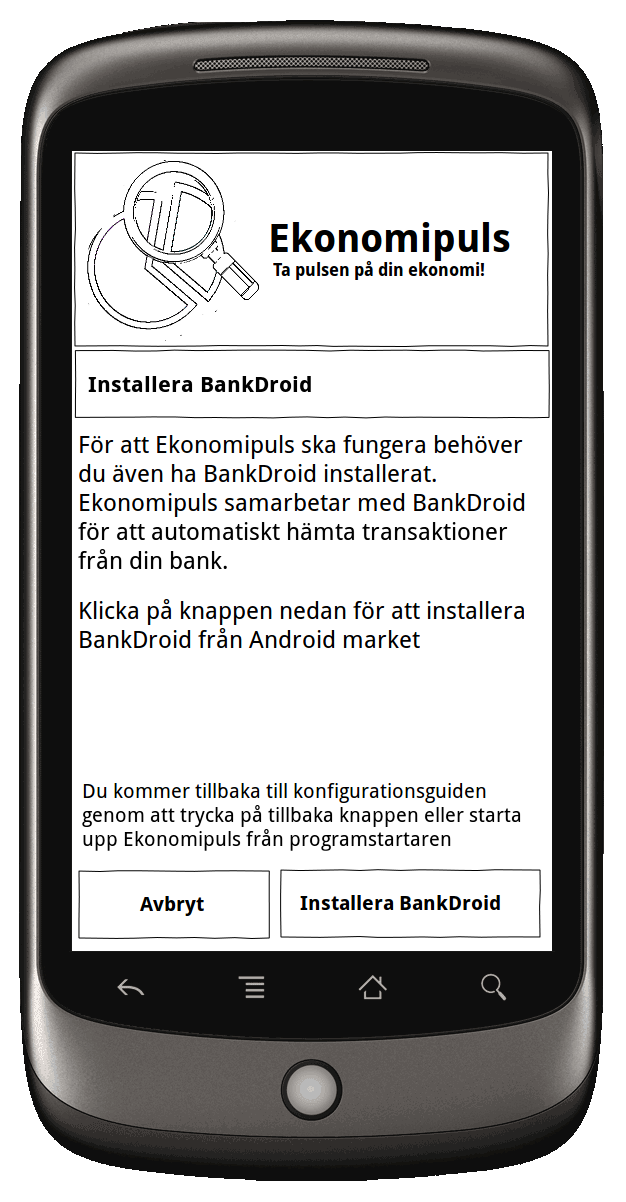 Ekonomipuls
Ta pulsen på din ekonomi!
Installera BankDroid
För att Ekonomipuls ska fungera behöver
du även ha BankDroid installerat.
Ekonomipuls samarbetar med BankDroid
för att automatiskt hämta transaktioner
från din bank.
Klicka på knappen nedan för att installera
BankDroid från Android market
Du kommer tillbaka till konfigurationsguiden
genom att trycka på tillbaka knappen eller starta
upp Ekonomipuls från programstartaren
Avbryt
Installera BankDroid